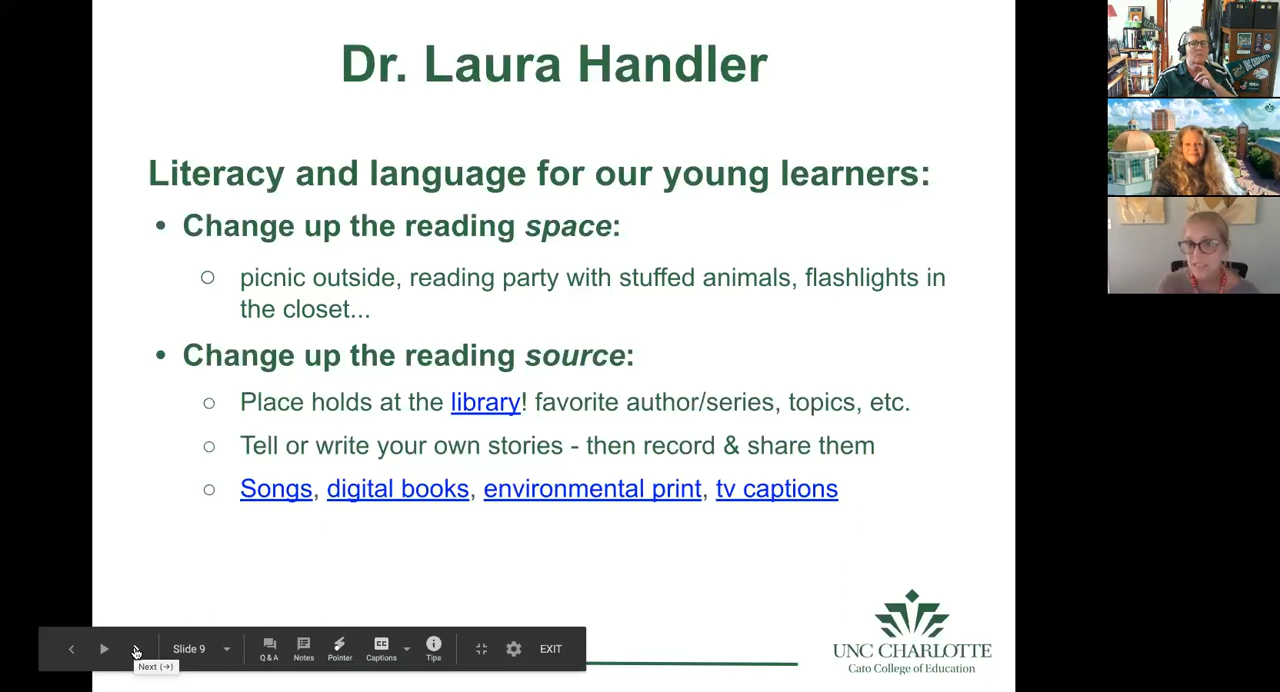 Dr. Laura Handler
Literacy and language for our young learners:
• Change up the reading space:
○ picnic outside, reading party with stuffed animals, flashlights in
the closet...
• Change up the reading source:
○ Place holds at the library! favorite author/series, topics, etc.
○ Tell or write your own stories - then record & share them
○ Songs, digital books, environmental print, tv captions
UNC CHARLOTTE
Cato College of Education
Slide 9
Q & A
Notes
Pointer
CC
Captions
Tips
EXIT
Next (→)